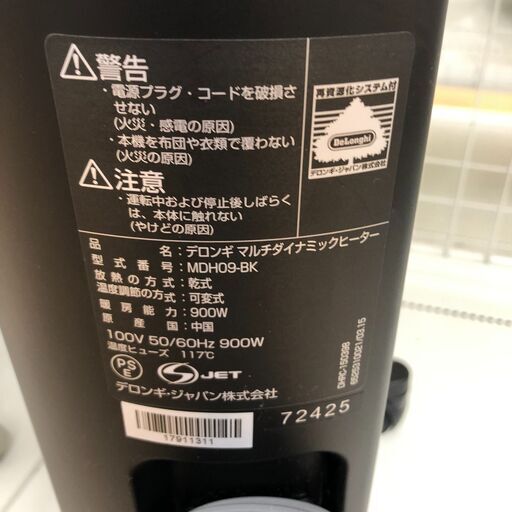 警告
・電源プラグ・コードを破損させない
(火災・感電の原因)
・本機を布団や衣類で覆わない
(火災の原因)
注意
・運転中および停止後しばらく
は、本体に触れない
(やけどの原因)
再資源化システム付
DeLonghi
デロンギ・ジャパン株式会社
品名：デロンギ マルチダイナミックヒーター
型式番号：MDH09-BK
放熱の方式：乾式
温度調節の方式：可変式
暖房能力：900W
原産国：中国
100V 50/60Hz 900W
温度ヒューズ 117℃
PSE
S JET
デロンギ・ジャパン株式会社
17911311
72425